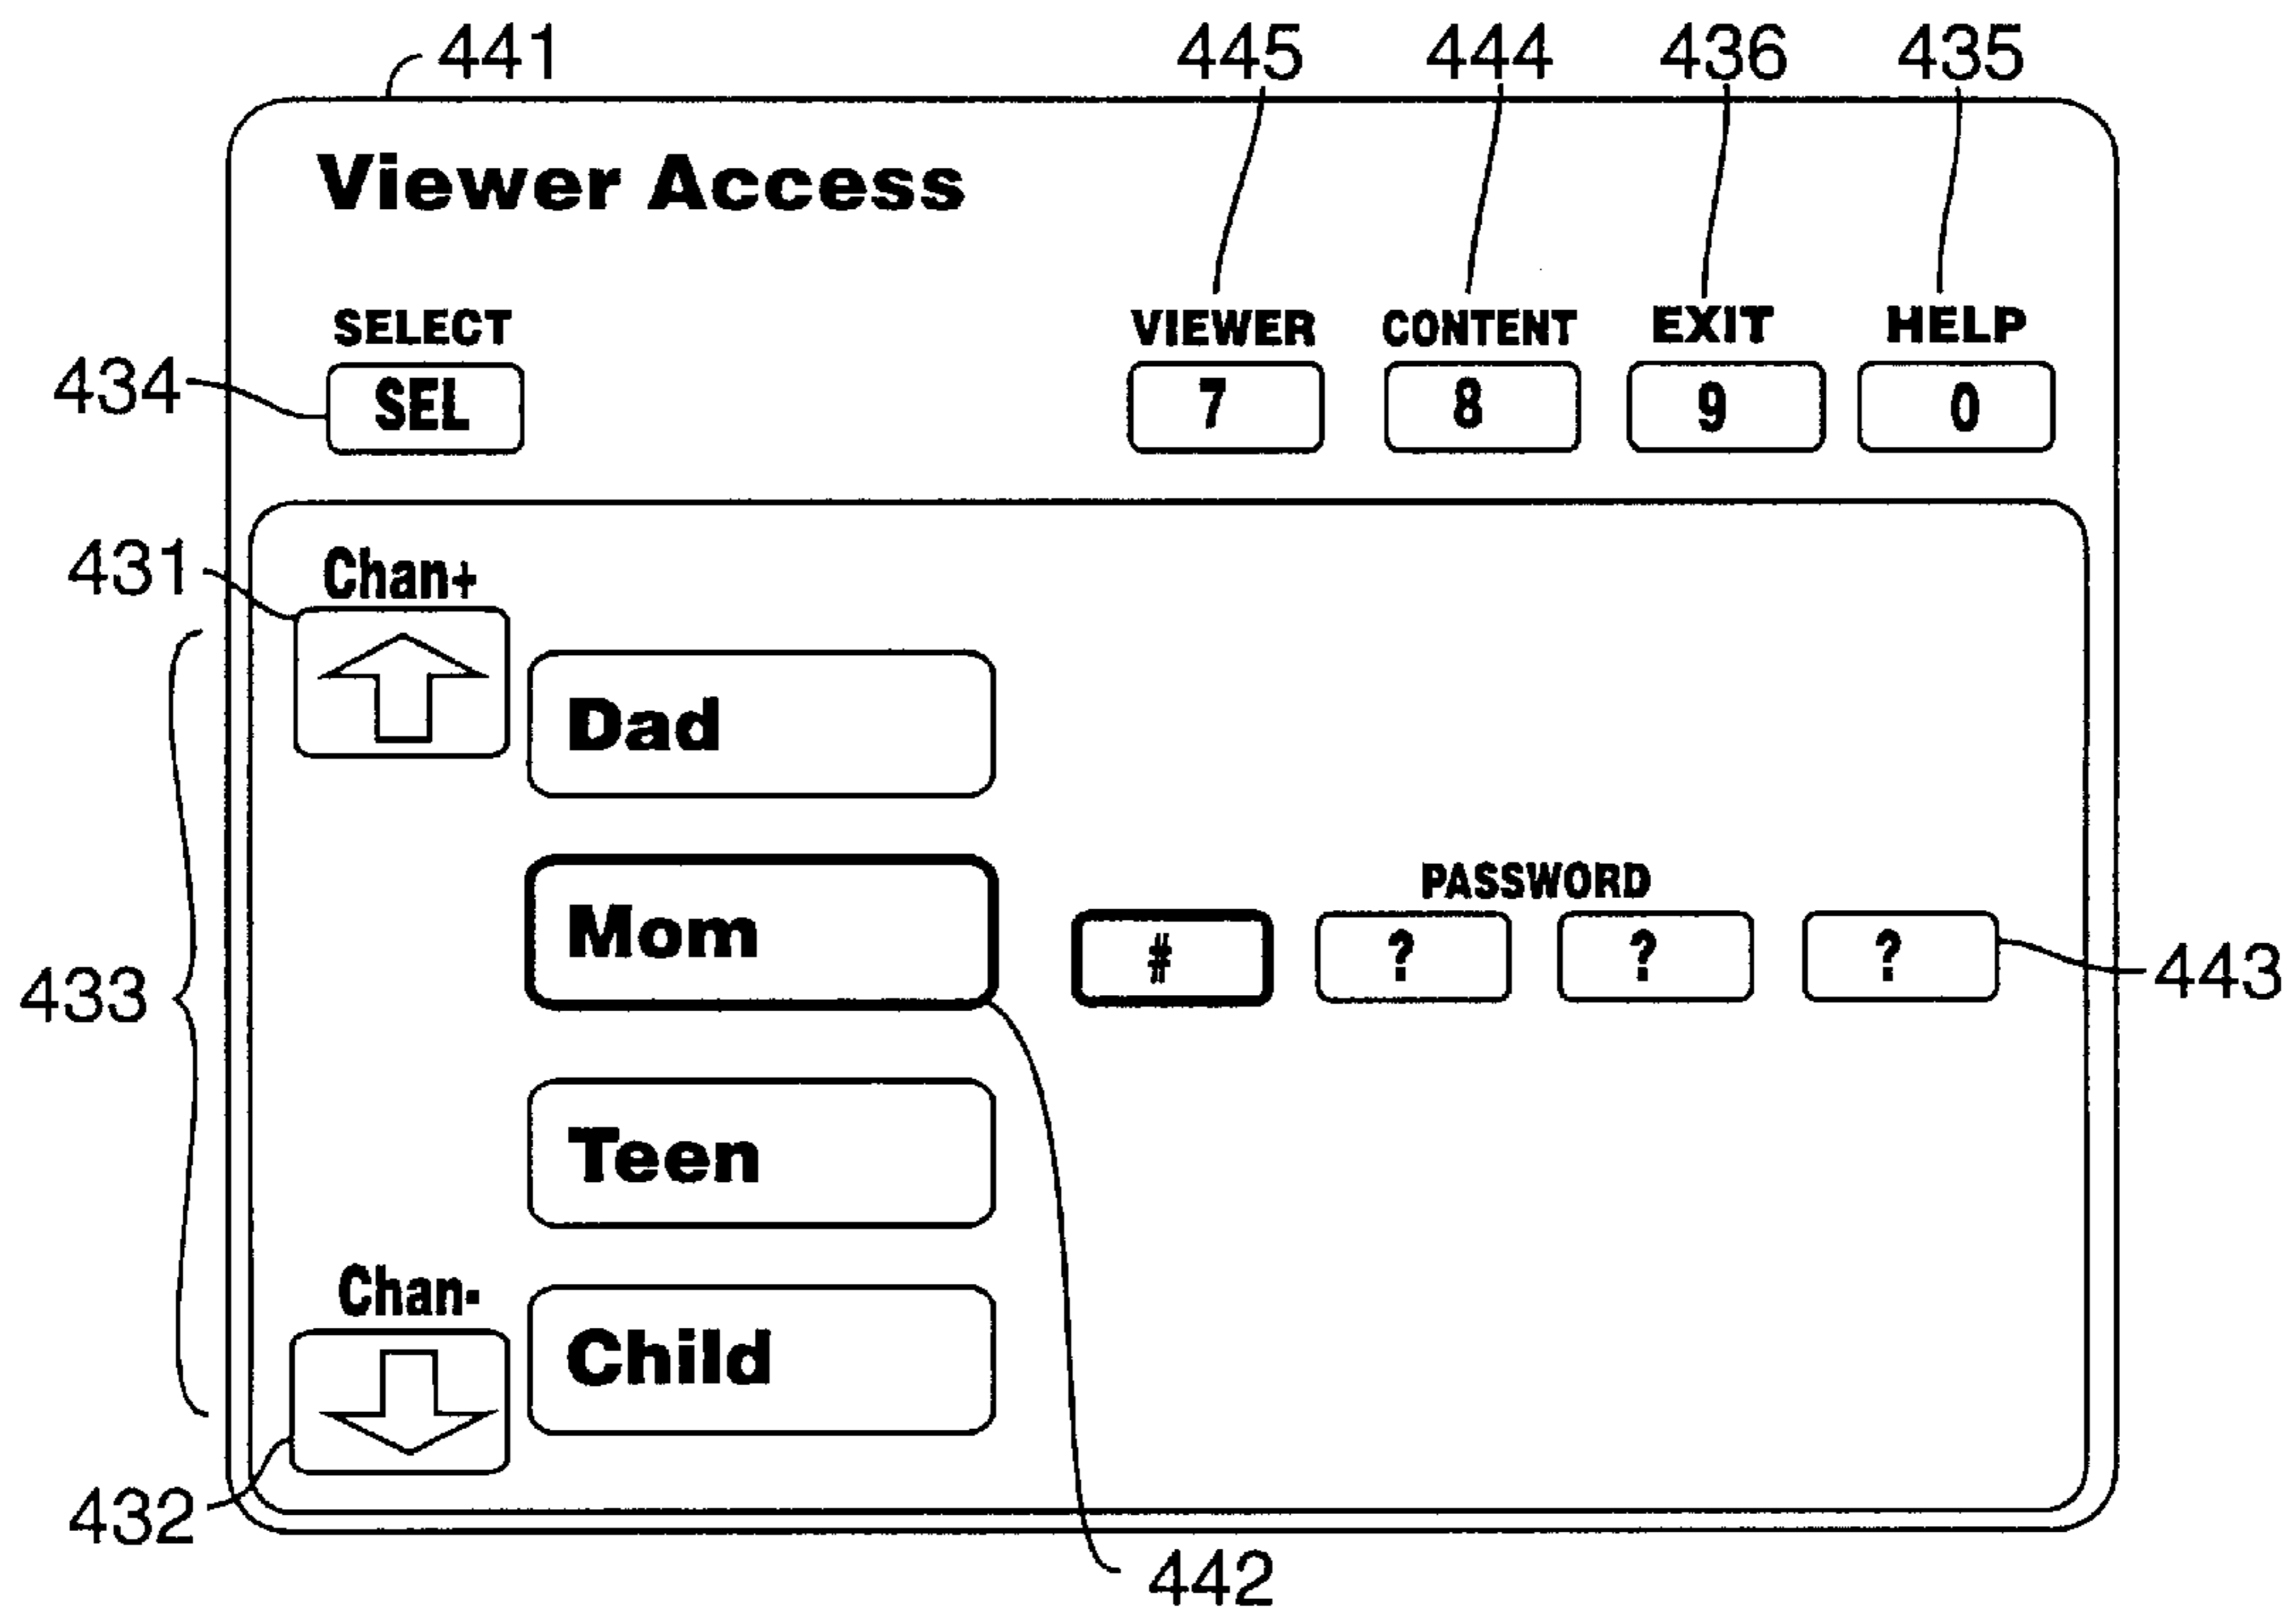 441 445 444 436 435
Viewer Access
SELECT VIEWER CONTENT EXIT HELP
434 SEL 7 8 9 0
431 Chan+
Dad
PASSWORD
Mom # ? ? ? 443
433
Teen
Chan-
Child
432
442